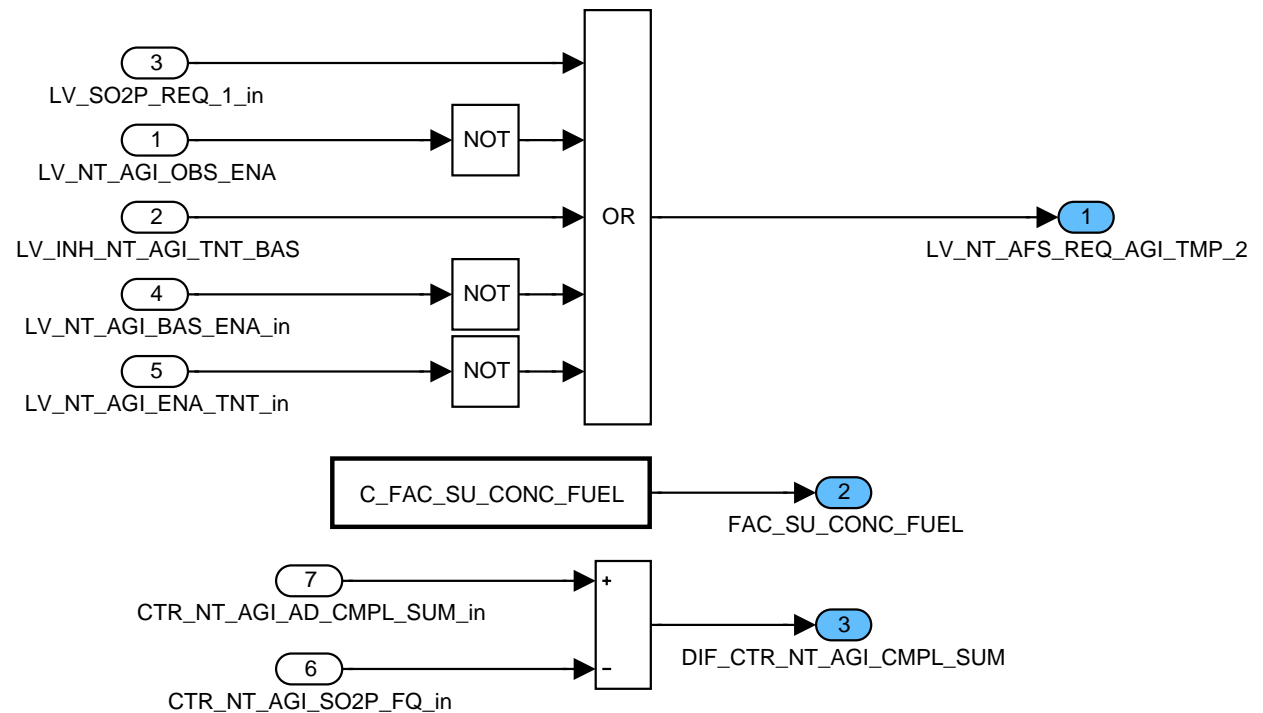 3
LV_SO2P_REQ_1_in
1
NOT
LV_NT_AGI_OBS_ENA
2
OR
1
LV_INH_NT_AGI_TNT_BAS
LV_NT_AFS_REQ_AGI_TMP_2
4
NOT
LV_NT_AGI_BAS_ENA_in
5
NOT
LV_NT_AGI_ENA_TNT_in
C_FAC_SU_CONC_FUEL
2
FAC_SU_CONC_FUEL
7
+
CTR_NT_AGI_AD_CMPL_SUM_in
3
DIF_CTR_NT_AGI_CMPL_SUM
6
−
CTR_NT_AGI_SO2P_FQ_in